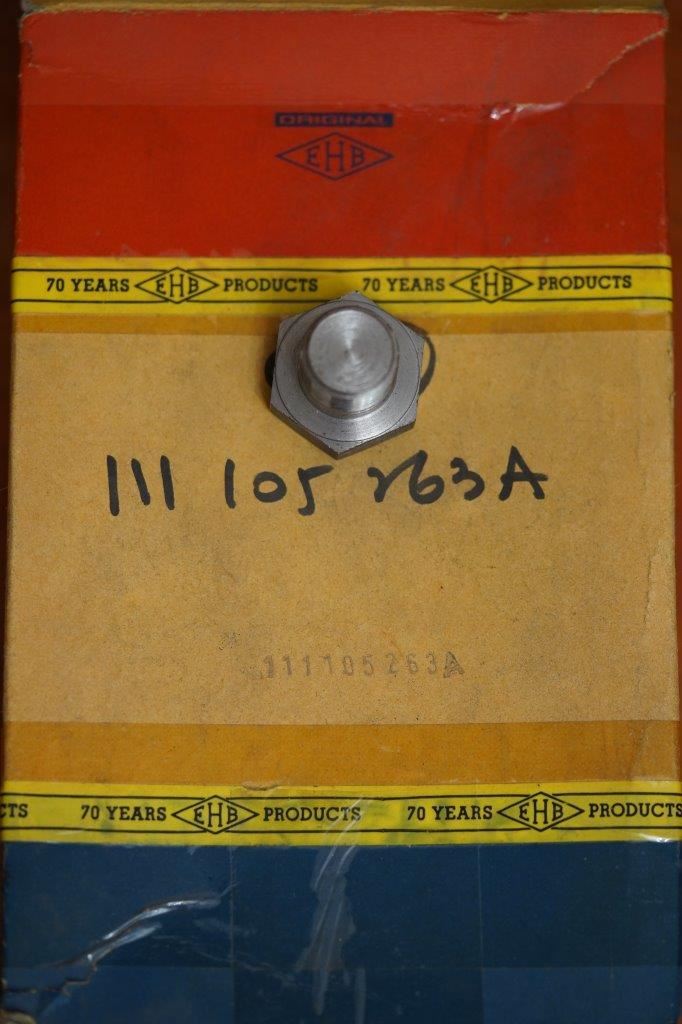 ORIGINAL
EHB
70 YEARS EHB PRODUCTS 70 YEARS EHB PRODUCTS
111 105 263A
111105263A
CTS 70 YEARS EHB PRODUCTS 70 YEARS EHB PRODUCTS